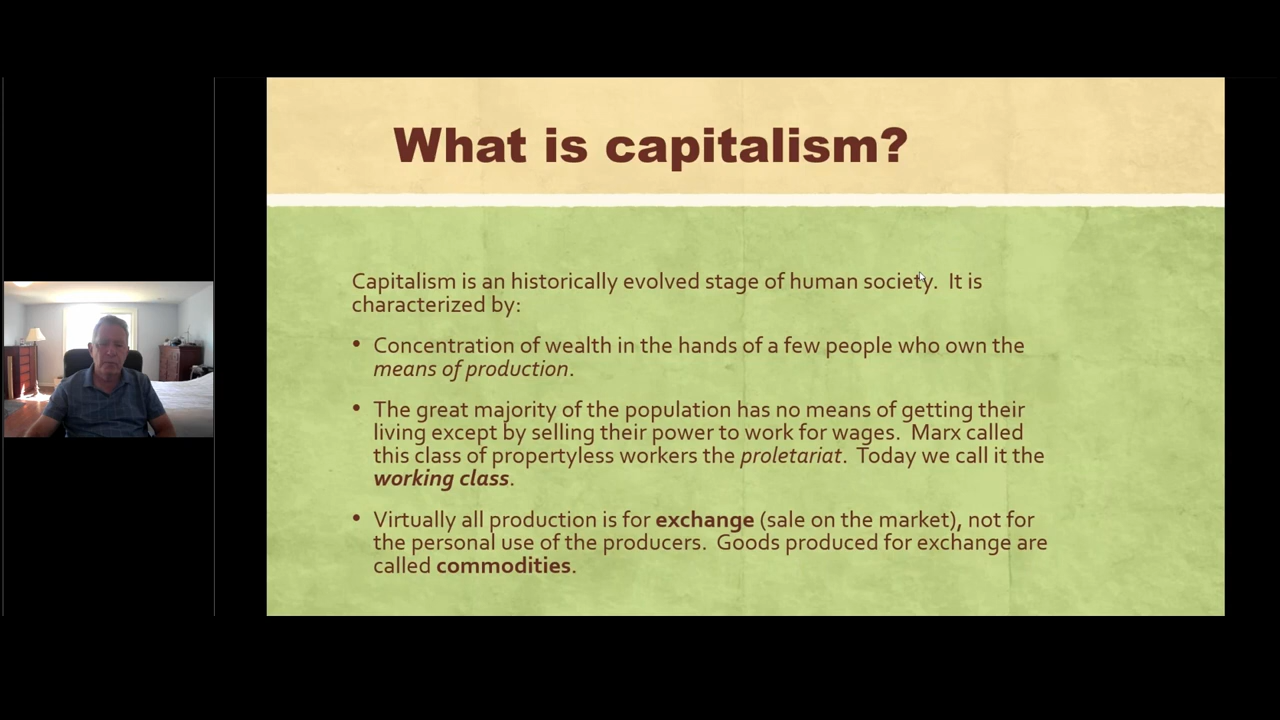 What is capitalism?
Capitalism is an historically evolved stage of human society.  It is
characterized by:
• Concentration of wealth in the hands of a few people who own the
means of production.
• The great majority of the population has no means of getting their
living except by selling their power to work for wages.  Marx called
this class of propertyless workers the proletariat.  Today we call it the
working class.
• Virtually all production is for exchange (sale on the market), not for
the personal use of the producers.  Goods produced for exchange are
called commodities.